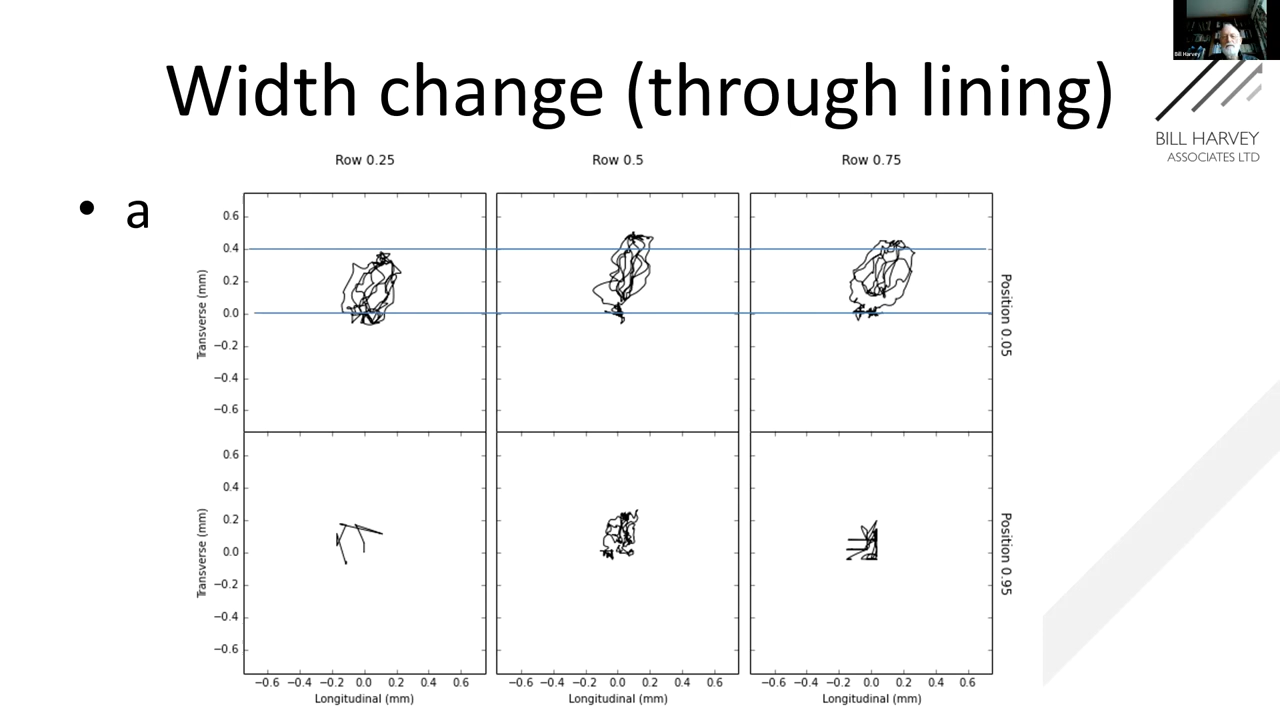 Bill Harvey
Width change (through lining)
BILL HARVEY
ASSOCIATES LTD
• a
Row 0.25
Row 0.5
Row 0.75
Transverse (mm)
0.6
0.4
0.2
0.0
−0.2
−0.4
−0.6
Position 0.05
Transverse (mm)
0.6
0.4
0.2
0.0
−0.2
−0.4
−0.6
Position 0.95
−0.6 −0.4 −0.2 0.0 0.2 0.4 0.6
−0.6 −0.4 −0.2 0.0 0.2 0.4 0.6
−0.6 −0.4 −0.2 0.0 0.2 0.4 0.6
Longitudinal (mm)
Longitudinal (mm)
Longitudinal (mm)